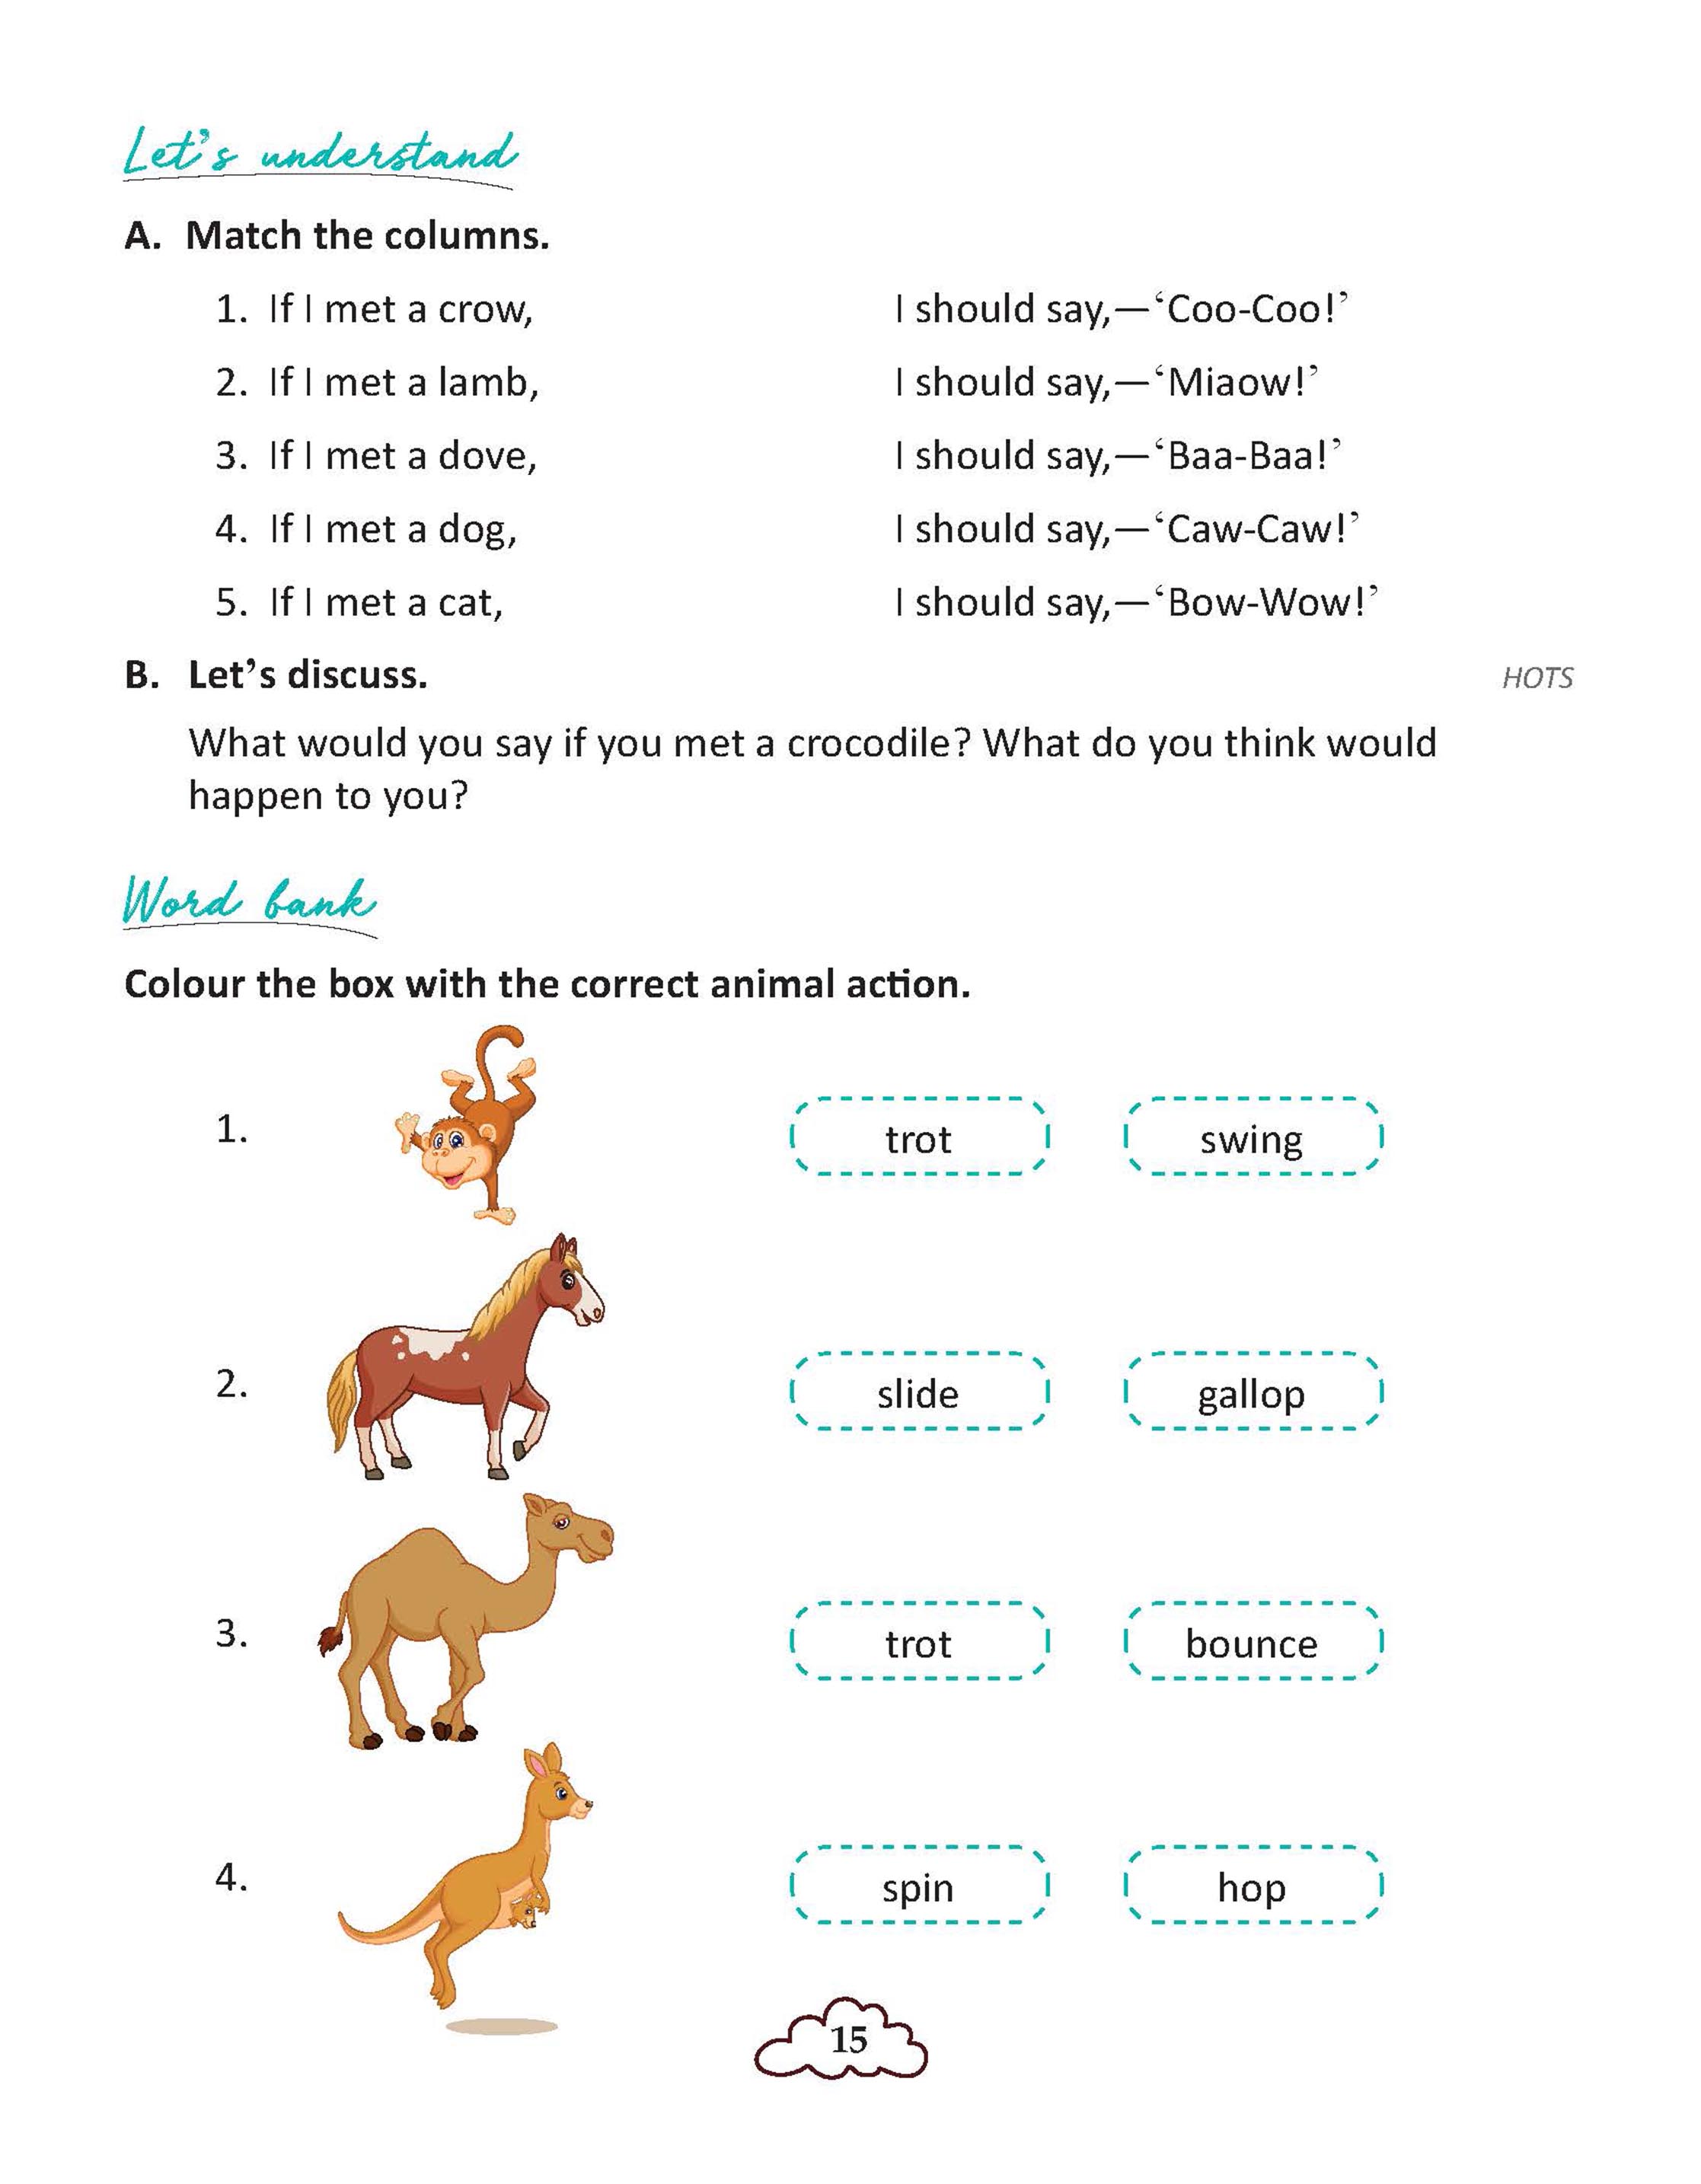 Let's understand
A. Match the columns.
1. If I met a crow, I should say,—‘Coo-Coo!’
2. If I met a lamb, I should say,—‘Miaow!’
3. If I met a dove, I should say,—‘Baa-Baa!’
4. If I met a dog, I should say,—‘Caw-Caw!’
5. If I met a cat, I should say,—‘Bow-Wow!’
B. Let’s discuss. HOTS
What would you say if you met a crocodile? What do you think would
happen to you?
Word bank
Colour the box with the correct animal action.
1. trot swing
2. slide gallop
3. trot bounce
4. spin hop
15